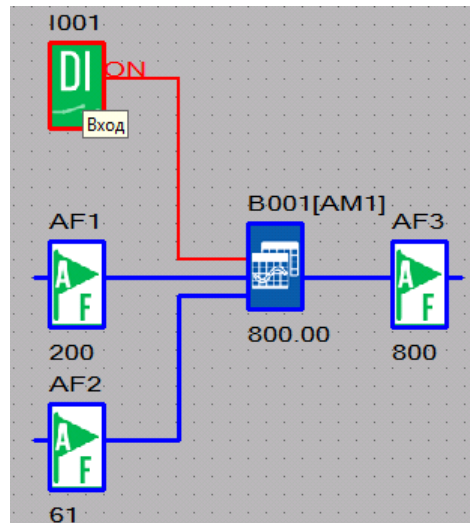 I001
DI ON
Вход
B001[AM1]
AF1
AF3
A F
A F
800.00
200
800
AF2
A F
61